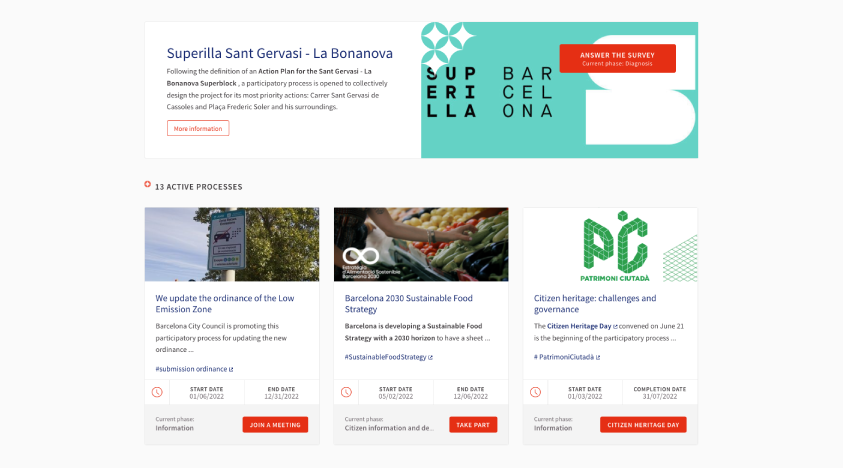 Superilla Sant Gervasi - La Bonanova
Following the definition of an Action Plan for the Sant Gervasi - La
Bonanova Superblock , a participatory process is opened to collectively
design the project for its most priority actions: Carrer Sant Gervasi de
Cassoles and Plaça Frederic Soler and his surroundings.
More information
SUP BAR
ERI CEL
LLA ONA
ANSWER THE SURVEY
Current phase: Diagnosis
13 ACTIVE PROCESSES
Estratègia
d'Alimentació Sostenible
Barcelona 2030
PATRIMONI CIUTADÀ
We update the ordinance of the Low
Emission Zone
Barcelona City Council is promoting this
participatory process for updating the new
ordinance ...
#submission ordinance
START DATE
01/06/2022
END DATE
12/31/2022
Current phase:
Information
JOIN A MEETING
Barcelona 2030 Sustainable Food
Strategy
Barcelona is developing a Sustainable Food
Strategy with a 2030 horizon to have a sheet ...
#SustainableFoodStrategy
START DATE
05/02/2022
END DATE
12/06/2022
Current phase:
Citizen information and de...
TAKE PART
Citizen heritage: challenges and
governance
The Citizen Heritage Day convened on June 21
is the beginning of the participatory process ...
# PatrimoniCiutadà
START DATE
01/03/2022
COMPLETION DATE
31/07/2022
Current phase:
Information
CITIZEN HERITAGE DAY